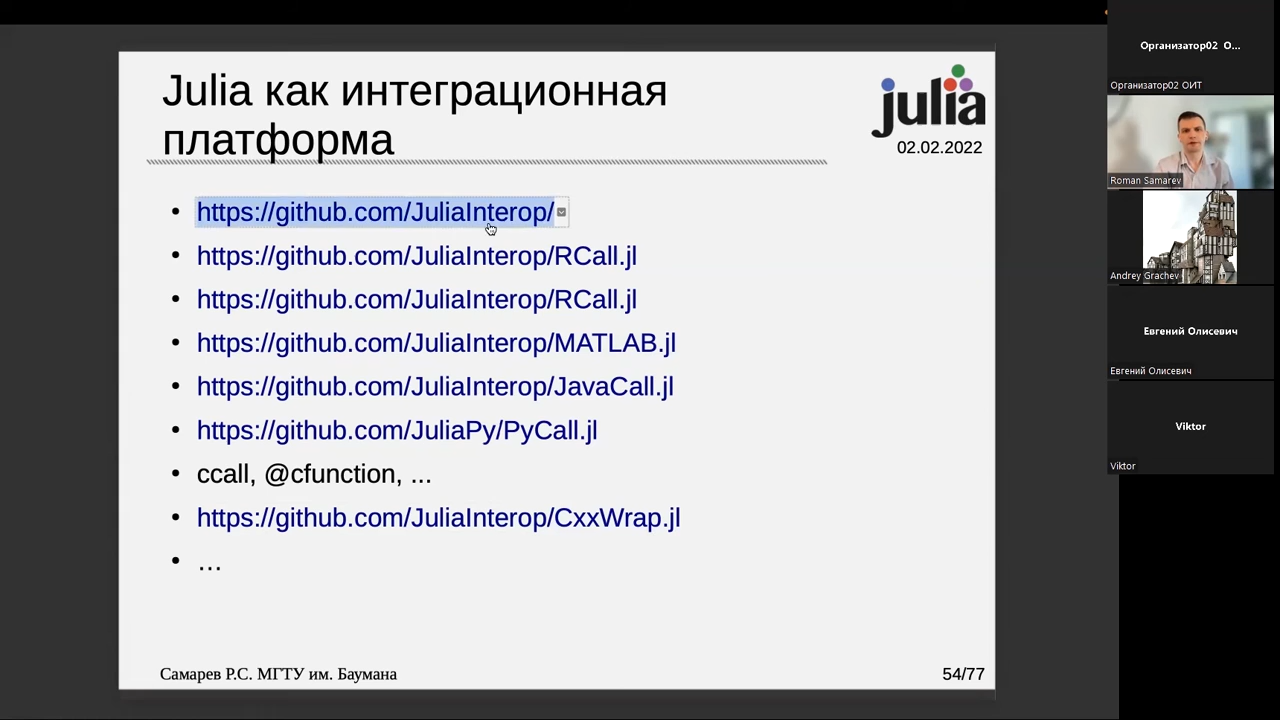 Julia как интеграционная
платформа
julia
02.02.2022
• https://github.com/JuliaInterop/
• https://github.com/JuliaInterop/RCall.jl
• https://github.com/JuliaInterop/RCall.jl
• https://github.com/JuliaInterop/MATLAB.jl
• https://github.com/JuliaInterop/JavaCall.jl
• https://github.com/JuliaPy/PyCall.jl
• ccall, @cfunction, ...
• https://github.com/JuliaInterop/CxxWrap.jl
• ...
Самарев Р.С. МГТУ им. Баумана
54/77
Организатор02 О...
Организатор02 ОИТ
Roman Samarev
Andrey Grachev
Евгений Олисевич
Евгений Олисевич
Viktor
Viktor